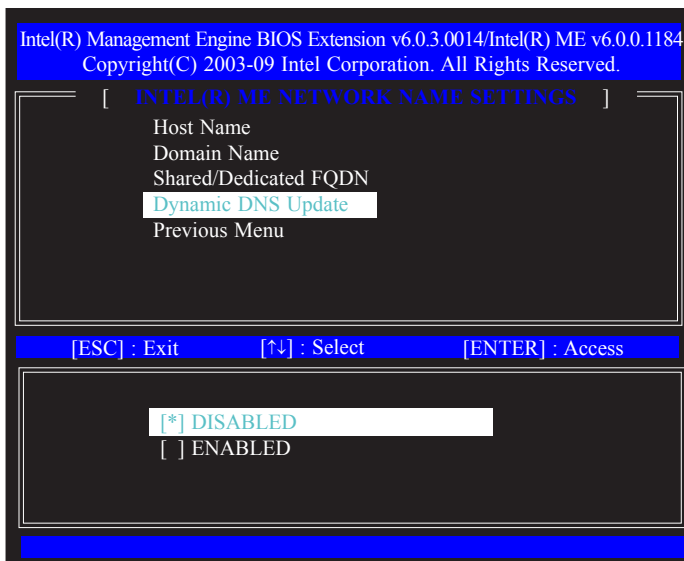 Intel(R) Management Engine BIOS Extension v6.0.3.0014/Intel(R) ME v6.0.0.1184
Copyright(C) 2003-09 Intel Corporation. All Rights Reserved.
[ INTEL(R) ME NETWORK NAME SETTINGS ]
Host Name
Domain Name
Shared/Dedicated FQDN
Dynamic DNS Update
Previous Menu
[ESC] : Exit [↑↓] : Select [ENTER] : Access
[*] DISABLED
[ ] ENABLED